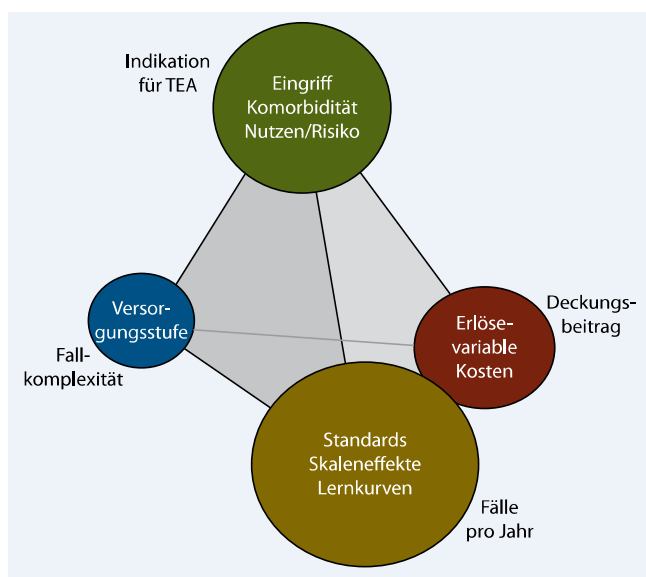 Indikation
für TEA
Eingriff
Komorbidität
Nutzen/Risiko
Versor-
gungsstufe
Fall-
komplexität
Deckungs-
beitrag
Erlöse-
variable
Kosten
Standards
Skaleneffekte
Lernkurven
Fälle
pro Jahr